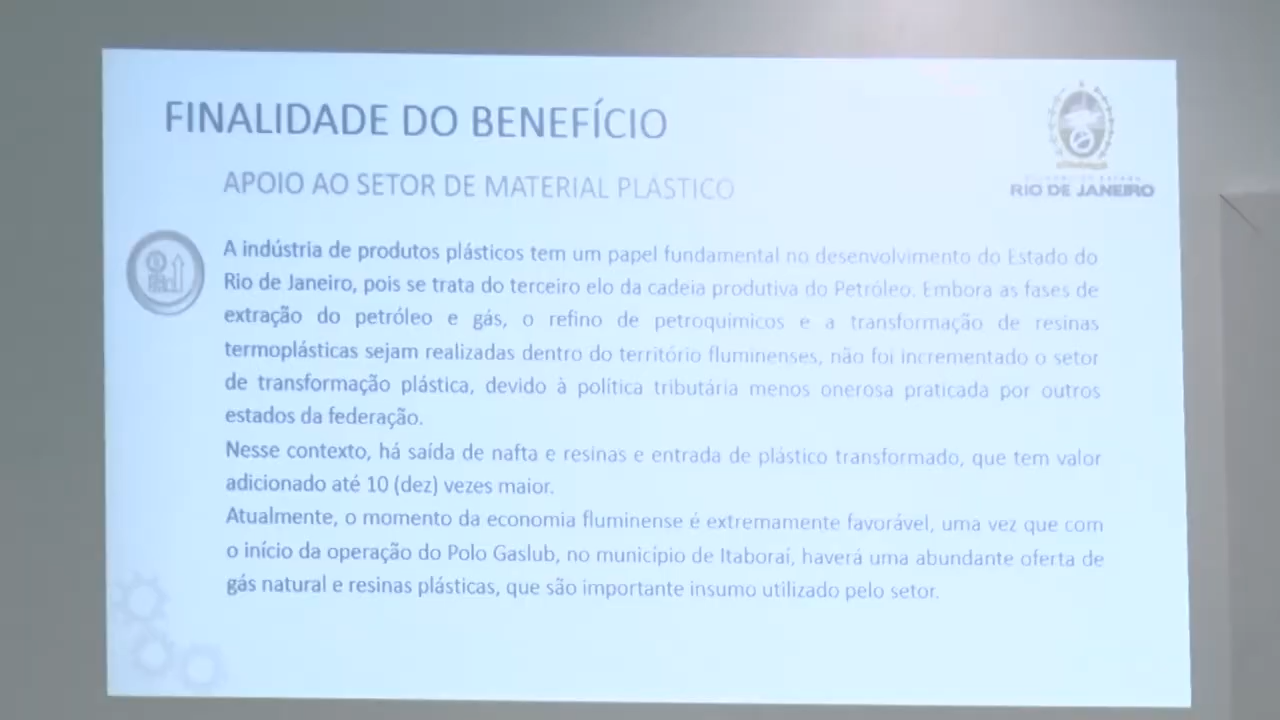 FINALIDADE DO BENEFÍCIO
APOIO AO SETOR DE MATERIAL PLÁSTICO
RIO DE JANEIRO
A indústria de produtos plásticos tem um papel fundamental no desenvolvimento do Estado do
Rio de Janeiro, pois se trata do terceiro elo da cadeia produtiva do Petróleo. Embora as fases de
extração do petróleo e gás, o refino de petroquimicos e a transformação de resinas
termoplásticas sejam realizadas dentro do território fluminenses, não foi incrementado o setor
de transformação plástica, devido à política tributária menos onerosa praticada por outros
estados da federação.
Nesse contexto, há saída de nafta e resinas e entrada de plástico transformado, que tem valor
adicionado até 10 (dez) vezes maior.
Atualmente, o momento da economia fluminense é extremamente favorável, uma vez que com
o início da operação do Polo Gaslub, no município de Itaboraí, haverá uma abundante oferta de
gás natural e resinas plásticas, que são importante insumo utilizado pelo setor.